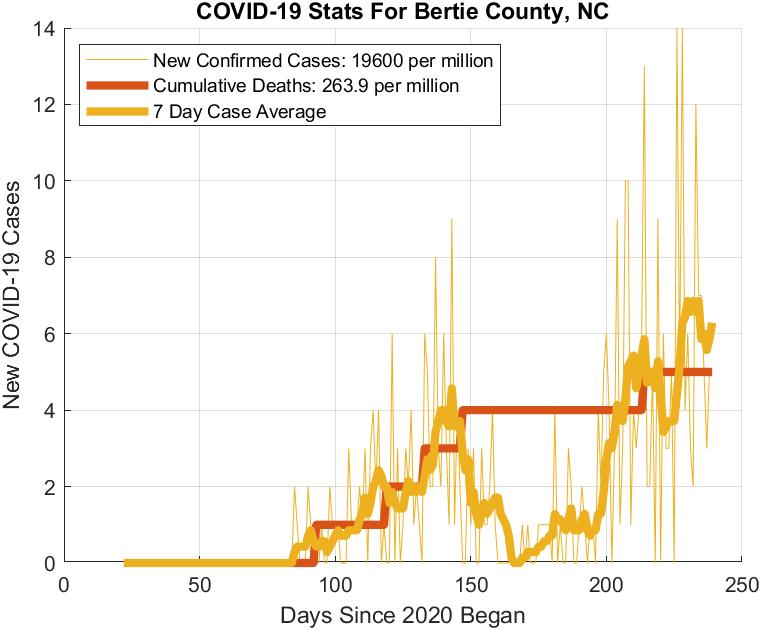 COVID-19 Stats For Bertie County, NC
New Confirmed Cases: 19600 per million
Cumulative Deaths: 263.9 per million
7 Day Case Average
New COVID-19 Cases
14
12
10
8
6
4
2
0
0 50 100 150 200 250
Days Since 2020 Began